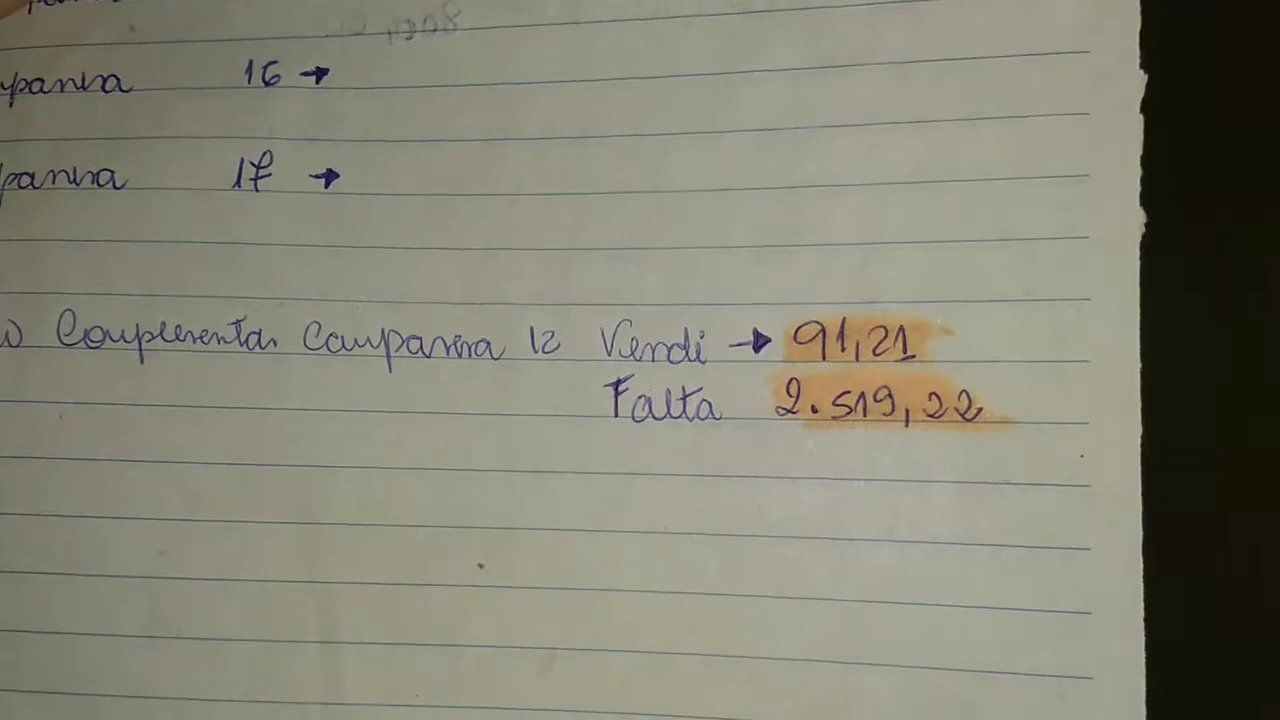 panha 16 →
panha 17 →
Complementar Campanha 12 Vendi → 91,21
Falta 2.519,22